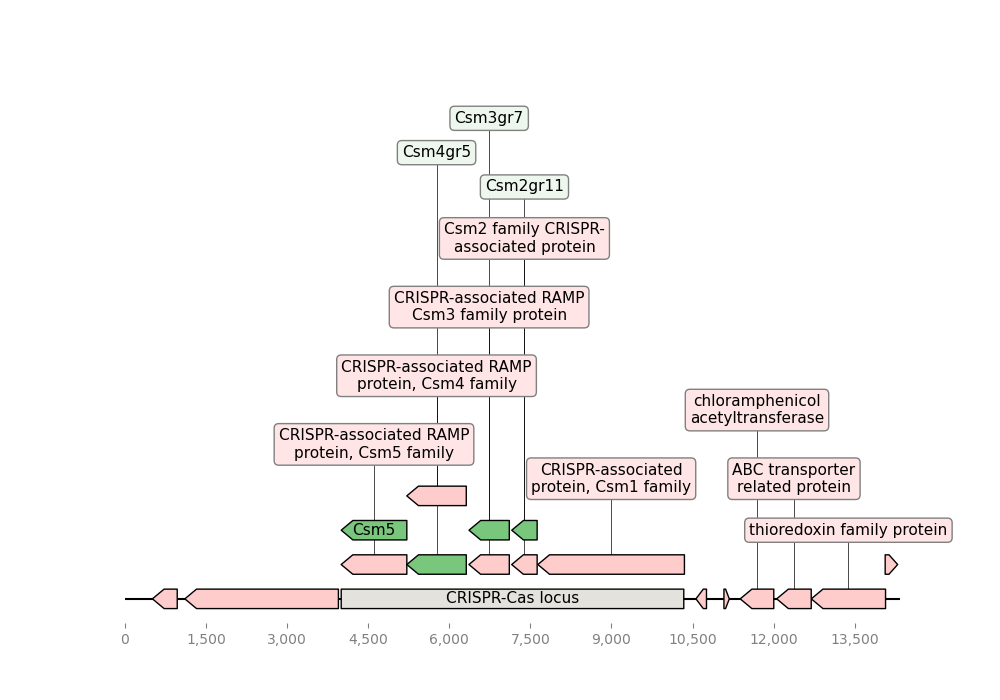 Csm3gr7
Csm4gr5
Csm2gr11
Csm2 family CRISPR-
associated protein
CRISPR-associated RAMP
Csm3 family protein
CRISPR-associated RAMP
protein, Csm4 family
chloramphenicol
acetyltransferase
CRISPR-associated RAMP
protein, Csm5 family
CRISPR-associated
protein, Csm1 family
ABC transporter
related protein
Csm5
thioredoxin family protein
CRISPR-Cas locus
0 1,500 3,000 4,500 6,000 7,500 9,000 10,500 12,000 13,500